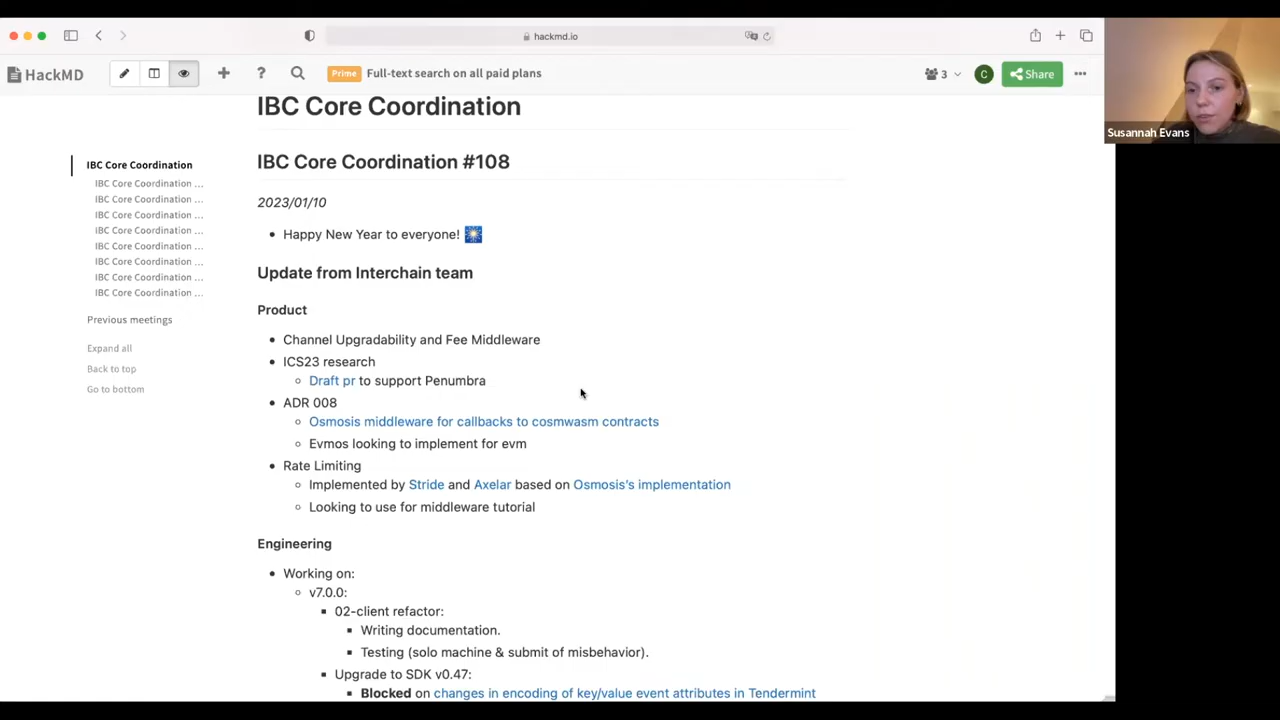 hackmd.io
HackMD
Prime Full-text search on all paid plans
3
C
Share
Susannah Evans
IBC Core Coordination
IBC Core Coordination ...
IBC Core Coordination ...
IBC Core Coordination ...
IBC Core Coordination ...
IBC Core Coordination ...
IBC Core Coordination ...
IBC Core Coordination ...
IBC Core Coordination ...
Previous meetings
Expall all
Back to top
Go to bottom
IBC Core Coordination
IBC Core Coordination #108
2023/01/10
Happy New Year to everyone!
Update from Interchain team
Product
Channel Upgradability and Fee Middleware
ICS23 research
Draft pr to support Penumbra
ADR 008
Osmosis middleware for callbacks to cosmwasm contracts
Evmos looking to implement for evm
Rate Limiting
Implemented by Stride and Axelar based on Osmosis's implementation
Looking to use for middleware tutorial
Engineering
Working on:
v7.0.0:
02-client refactor:
Writing documentation.
Testing (solo machine & submit of misbehavior).
Upgrade to SDK v0.47:
Blocked on changes in encoding of key/value event attributes in Tendermint